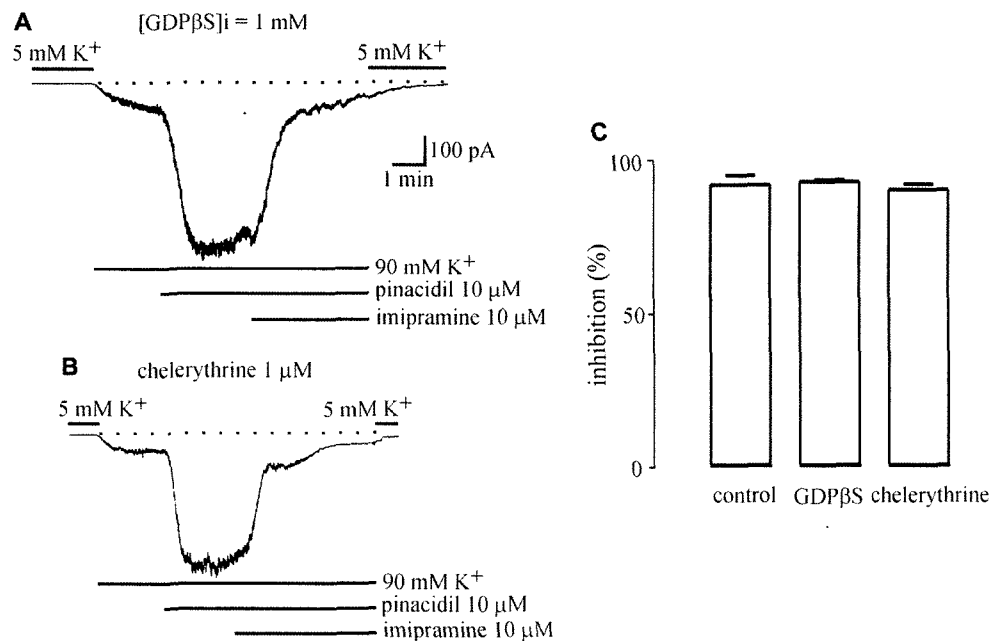 A
[GDPβS]i = 1 mM
5 mM K+
5 mM K+
100 pA
1 min
90 mM K+
pinacidil 10 μM
imipramine 10 μM
B
chelerythrine 1 μM
5 mM K+
5 mM K+
90 mM K+
pinacidil 10 μM
imipramine 10 μM
C
100
50
0
inhibition (%)
control GDPβS chelerythrine